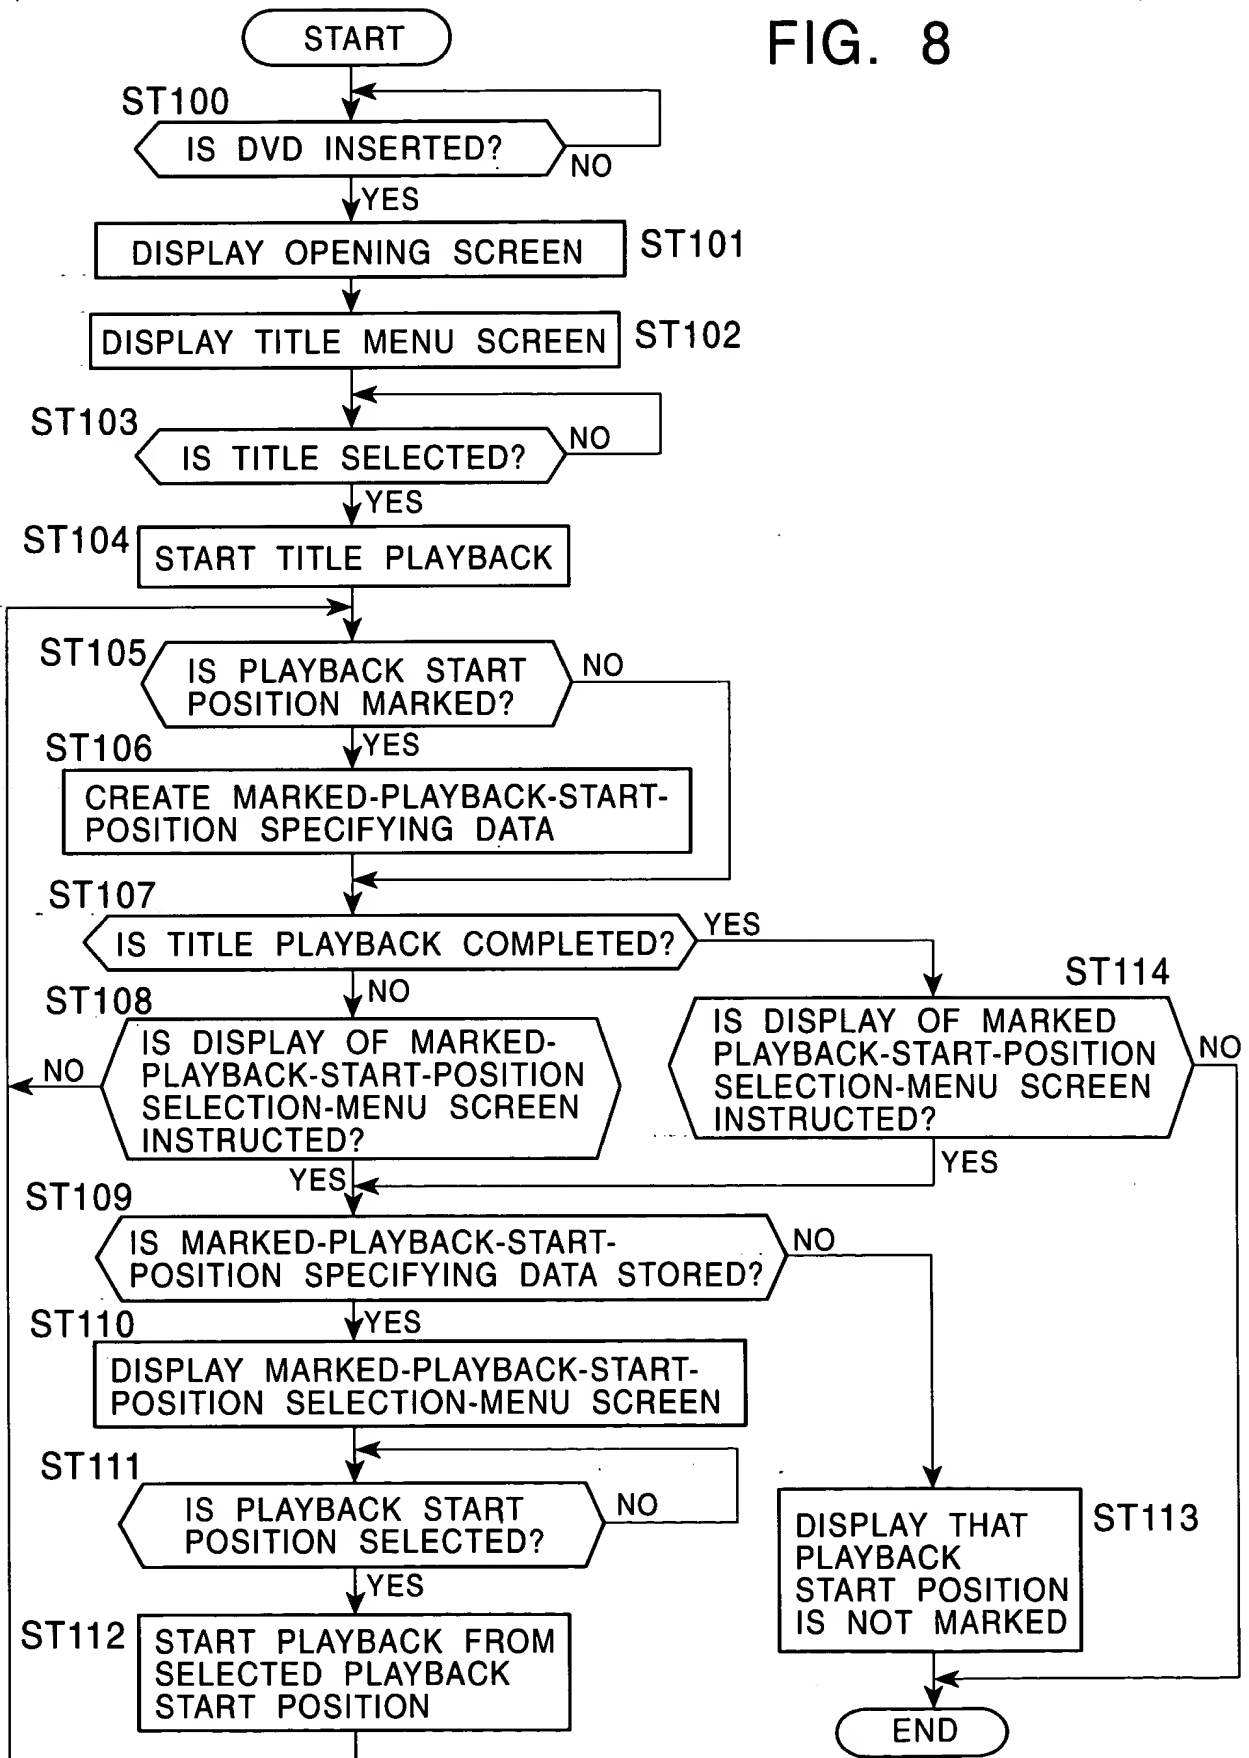 START
FIG. 8
ST100
IS DVD INSERTED?
NO
YES
DISPLAY OPENING SCREEN
ST101
DISPLAY TITLE MENU SCREEN
ST102
ST103
IS TITLE SELECTED?
NO
YES
ST104
START TITLE PLAYBACK
ST105
IS PLAYBACK START
POSITION MARKED?
NO
YES
ST106
CREATE MARKED-PLAYBACK-START-
POSITION SPECIFYING DATA
ST107
IS TITLE PLAYBACK COMPLETED?
YES
NO
ST108
IS DISPLAY OF MARKED-
PLAYBACK-START-POSITION
SELECTION-MENU SCREEN
INSTRUCTED?
NO
YES
ST114
IS DISPLAY OF MARKED
PLAYBACK-START-POSITION
SELECTION-MENU SCREEN
INSTRUCTED?
NO
YES
ST109
IS MARKED-PLAYBACK-START-
POSITION SPECIFYING DATA STORED?
NO
YES
ST110
DISPLAY MARKED-PLAYBACK-START-
POSITION SELECTION-MENU SCREEN
ST111
IS PLAYBACK START
POSITION SELECTED?
NO
YES
ST112
START PLAYBACK FROM
SELECTED PLAYBACK
START POSITION
DISPLAY THAT
PLAYBACK
START POSITION
IS NOT MARKED
ST113
END